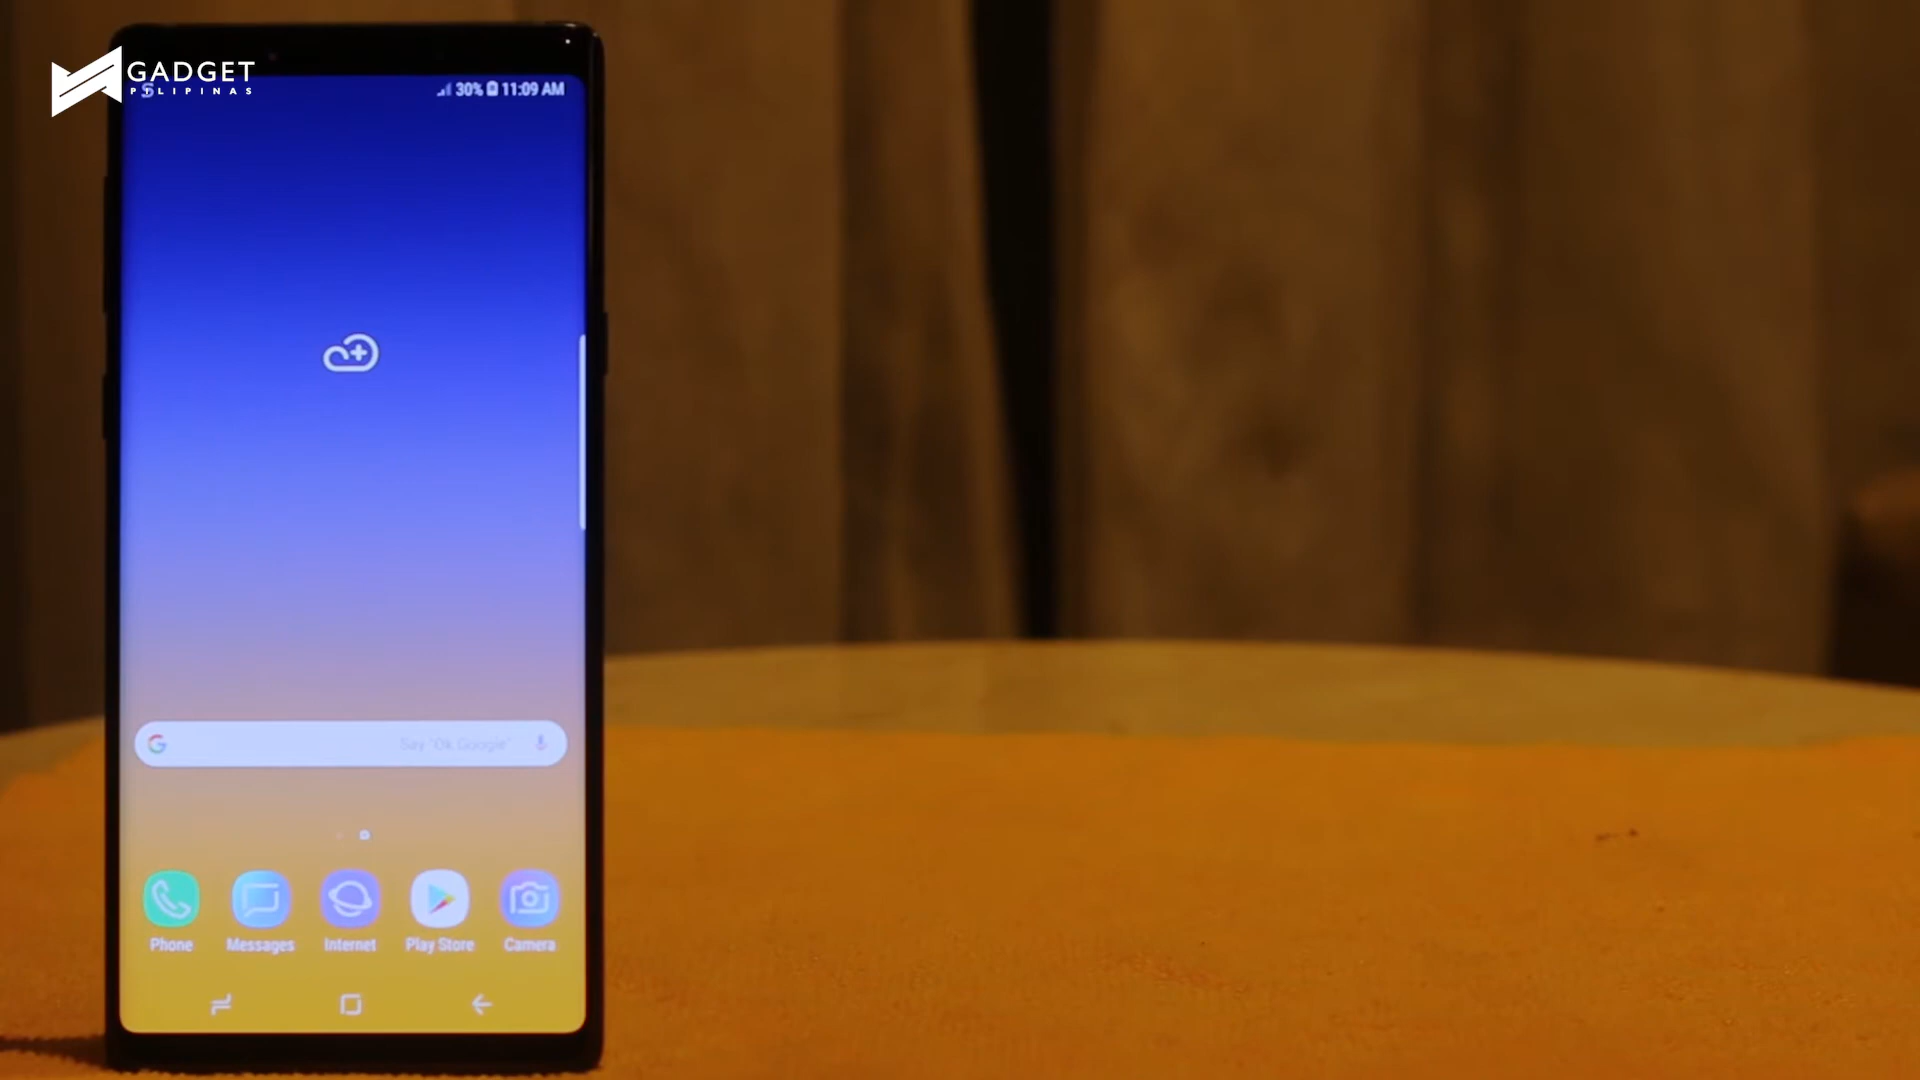 GADGET
PILIPINAS
30% 11:09 AM
Say "Ok Google"
Phone Messages Internet Play Store Camera